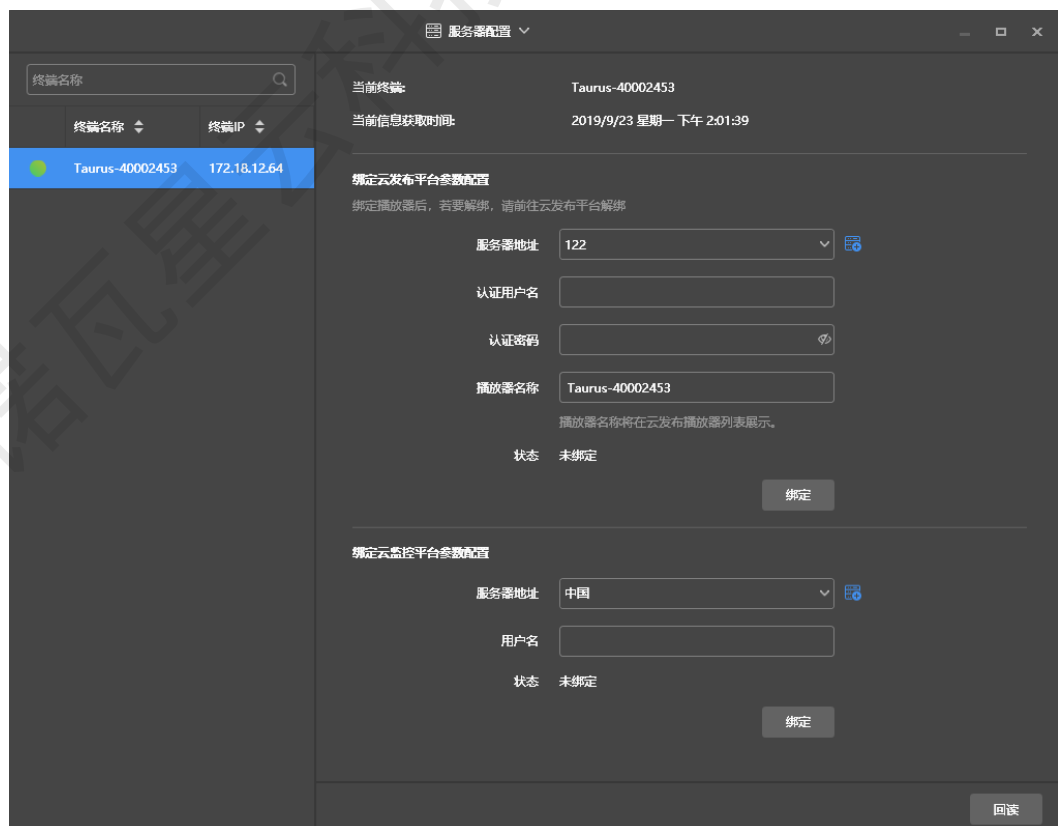 服务器配置
终端名称
终端名称 终端IP
Taurus-40002453 172.18.12.64
当前终端: Taurus-40002453
当前信息获取时间: 2019/9/23 星期一 下午 2:01:39
绑定云发布平台参数配置
绑定播放器后，若要解绑，请前往云发布平台解绑
服务器地址 122
认证用户名
认证密码
播放器名称 Taurus-40002453
播放器名称将在云发布播放器列表展示。
状态 未绑定
绑定
绑定云监控平台参数配置
服务器地址 中国
用户名
状态 未绑定
绑定
回读
诺瓦星云科